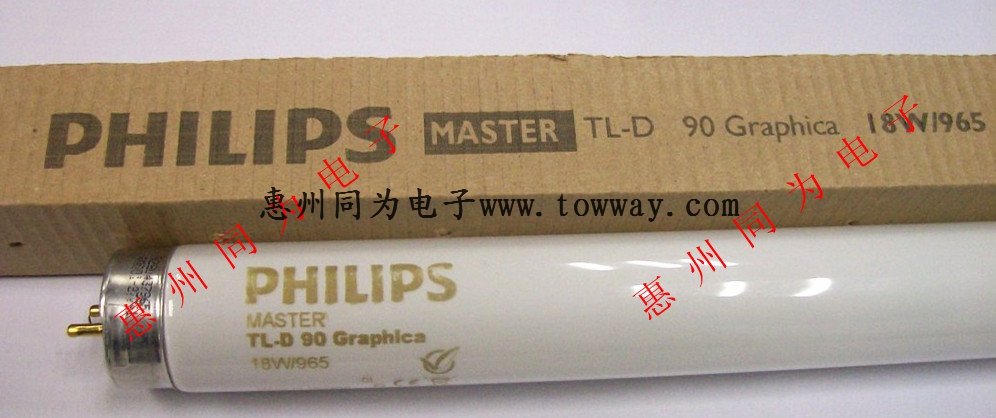 PHILIPS MASTER TL-D 90 Graphica 18W/965
惠州同为电子www.towway.com
惠州同为电子
惠州同为电子
PHILIPS
MASTER
TL-D 90 Graphica
18W/965
CE